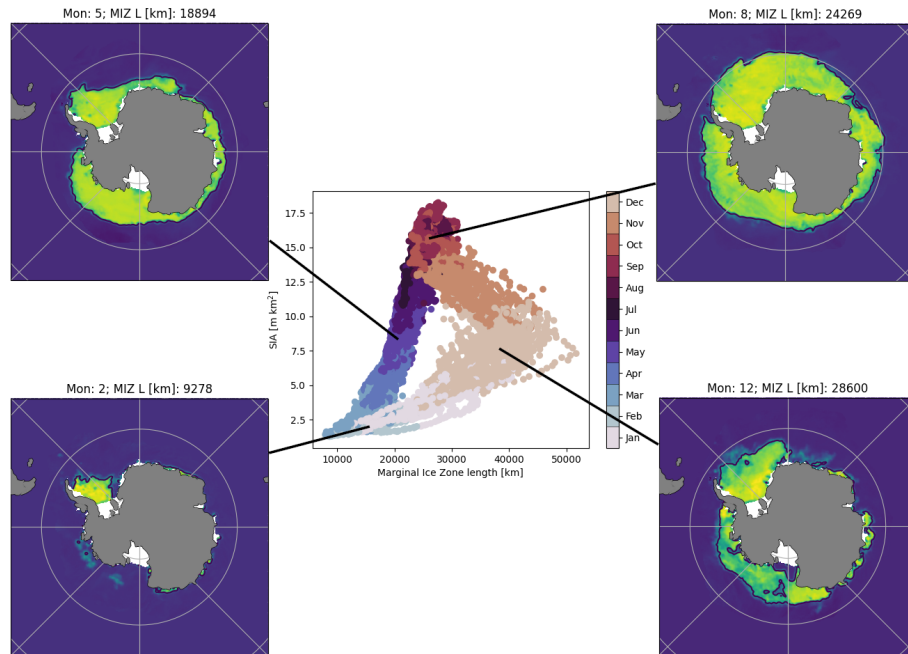 Mon: 5; MIZ L [km]: 18894
Mon: 8; MIZ L [km]: 24269
17.5
15.0
12.5
10.0
7.5
5.0
2.5
SIA [m km²]
10000 20000 30000 40000 50000
Marginal Ice Zone length [km]
Dec
Nov
Oct
Sep
Aug
Jul
Jun
May
Apr
Mar
Feb
Jan
Mon: 2; MIZ L [km]: 9278
Mon: 12; MIZ L [km]: 28600